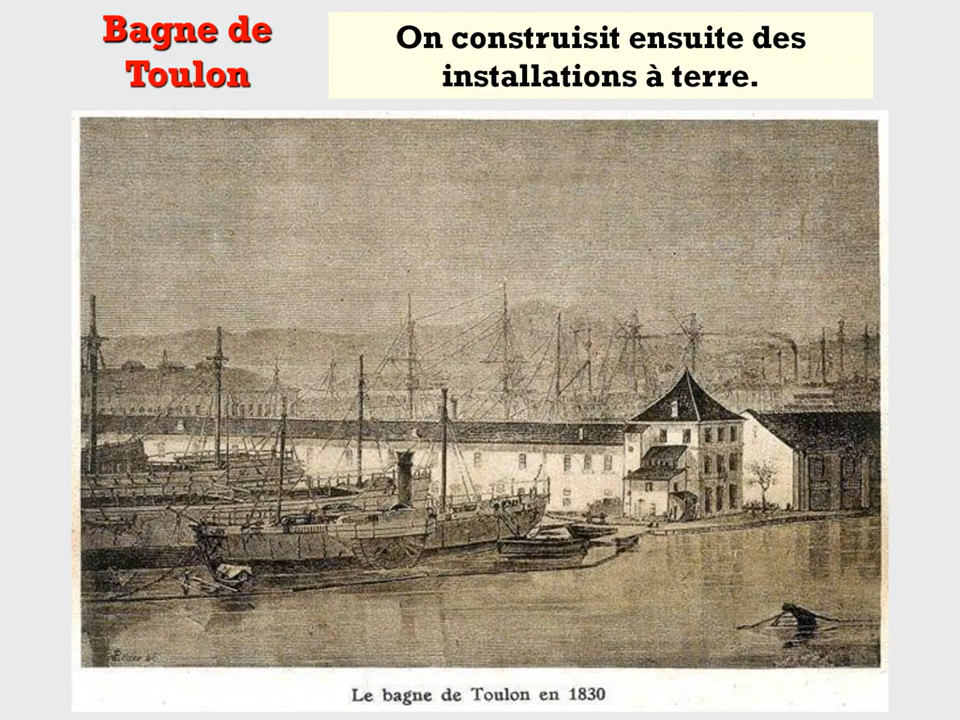 Bagne de
Toulon
On construisit ensuite des
installations à terre.
Le bagne de Toulon en 1830